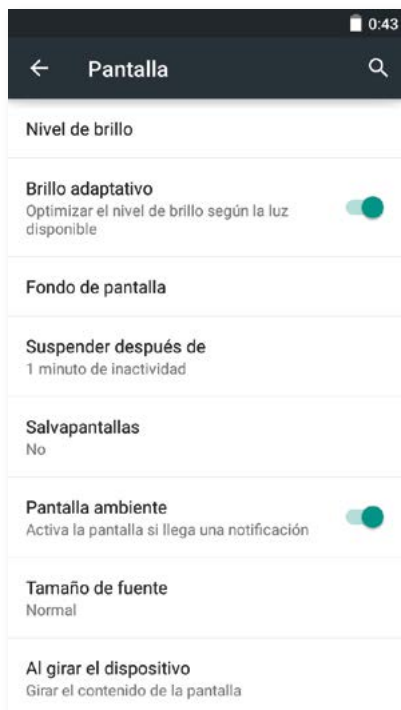 0:43
Pantalla
Nivel de brillo
Brillo adaptativo
Optimizar el nivel de brillo según la luz
disponible
Fondo de pantalla
Suspender después de
1 minuto de inactividad
Salvapantallas
No
Pantalla ambiente
Activa la pantalla si llega una notificación
Tamaño de fuente
Normal
Al girar el dispositivo
Girar el contenido de la pantalla